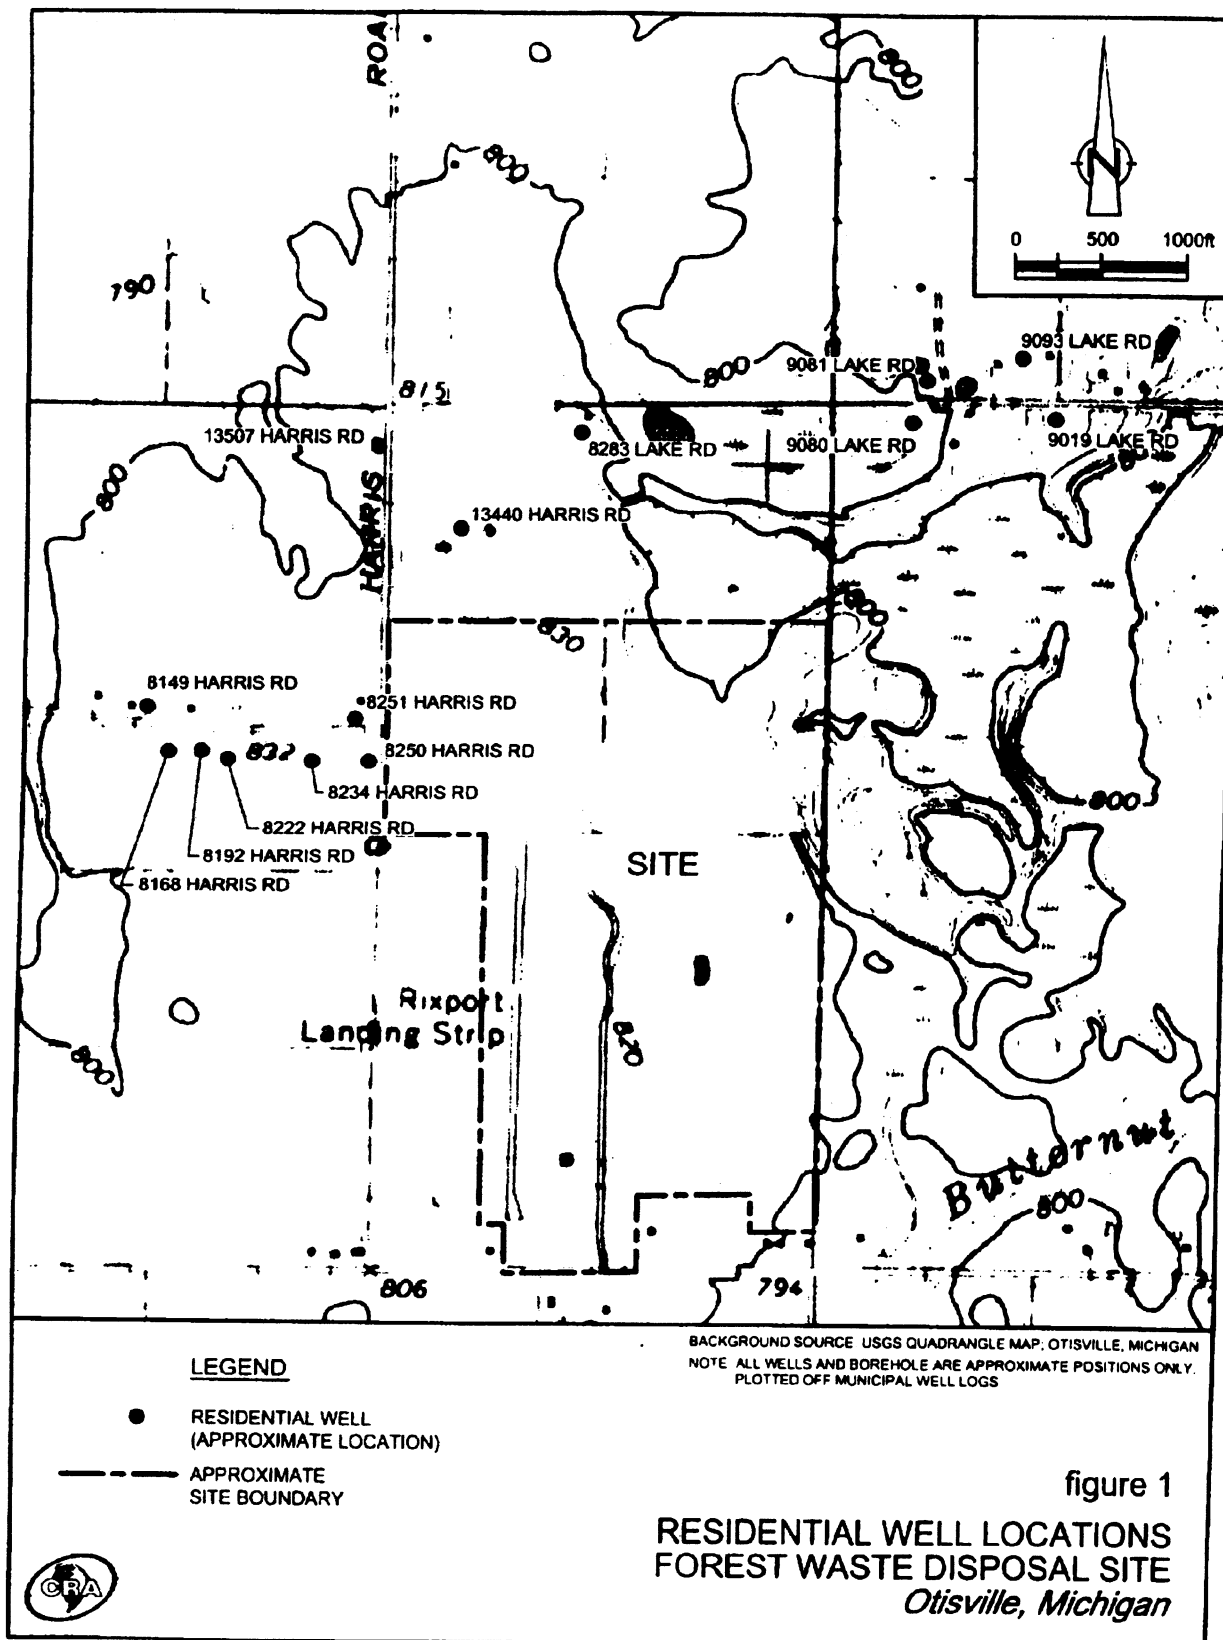 ROA
800
800
N
0 500 1000ft
790
9093 LAKE RD
9081 LAKE RD
800
815
13507 HARRIS RD
8283 LAKE RD
9080 LAKE RD
9019 LAKE RD
800
HARRIS
13440 HARRIS RD
800
830
8149 HARRIS RD
8251 HARRIS RD
832
8250 HARRIS RD
8234 HARRIS RD
800
8222 HARRIS RD
8192 HARRIS RD
8168 HARRIS RD
SITE
Rixport
Landing Strip
820
800
Butternut
800
806
794
BACKGROUND SOURCE USGS QUADRANGLE MAP; OTISVILLE, MICHIGAN
NOTE ALL WELLS AND BOREHOLE ARE APPROXIMATE POSITIONS ONLY.
PLOTTED OFF MUNICIPAL WELL LOGS
LEGEND
RESIDENTIAL WELL
(APPROXIMATE LOCATION)
APPROXIMATE
SITE BOUNDARY
figure 1
RESIDENTIAL WELL LOCATIONS
FOREST WASTE DISPOSAL SITE
Otisville, Michigan
CRA